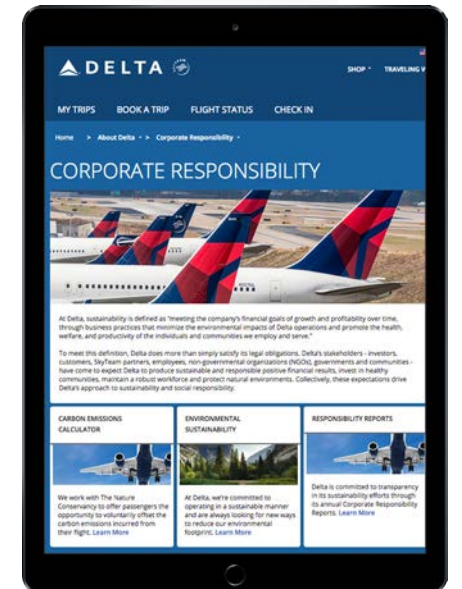 DELTA
SHOP
TRAVELING W
MY TRIPS BOOK A TRIP FLIGHT STATUS CHECK IN
Home > About Delta > Corporate Responsibility
CORPORATE RESPONSIBILITY
At Delta, sustainability is defined as "meeting the company's financial goals of growth and profitability over time,
through business practices that minimize the environmental impacts of Delta operations and promote the health,
welfare, and productivity of the individuals and communities we employ and serve."
To meet this definition, Delta does more than simply satisfy its legal obligations. Delta's stakeholders - investors,
customers, SkyTeam partners, employees, non-governmental organizations (NGOs), governments and communities -
have come to expect Delta to produce sustainable and responsible positive financial results, invest in healthy
communities, maintain a robust workforce and protect natural environments. Collectively, these expectations drive
Delta's approach to sustainability and social responsibility.
CARBON EMISSIONS
CALCULATOR
We work with The Nature
Conservancy to offer passengers the
opportunity to voluntarily offset the
carbon emissions incurred from
their flight. Learn More
ENVIRONMENTAL
SUSTAINABILITY
At Delta, we're committed to
operating in a sustainable manner
and are always looking for new ways
to reduce our environmental
footprint. Learn More
RESPONSIBILITY REPORTS
Delta is committed to transparency
in its sustainability efforts through
its annual Corporate Responsibility
Reports. Learn More